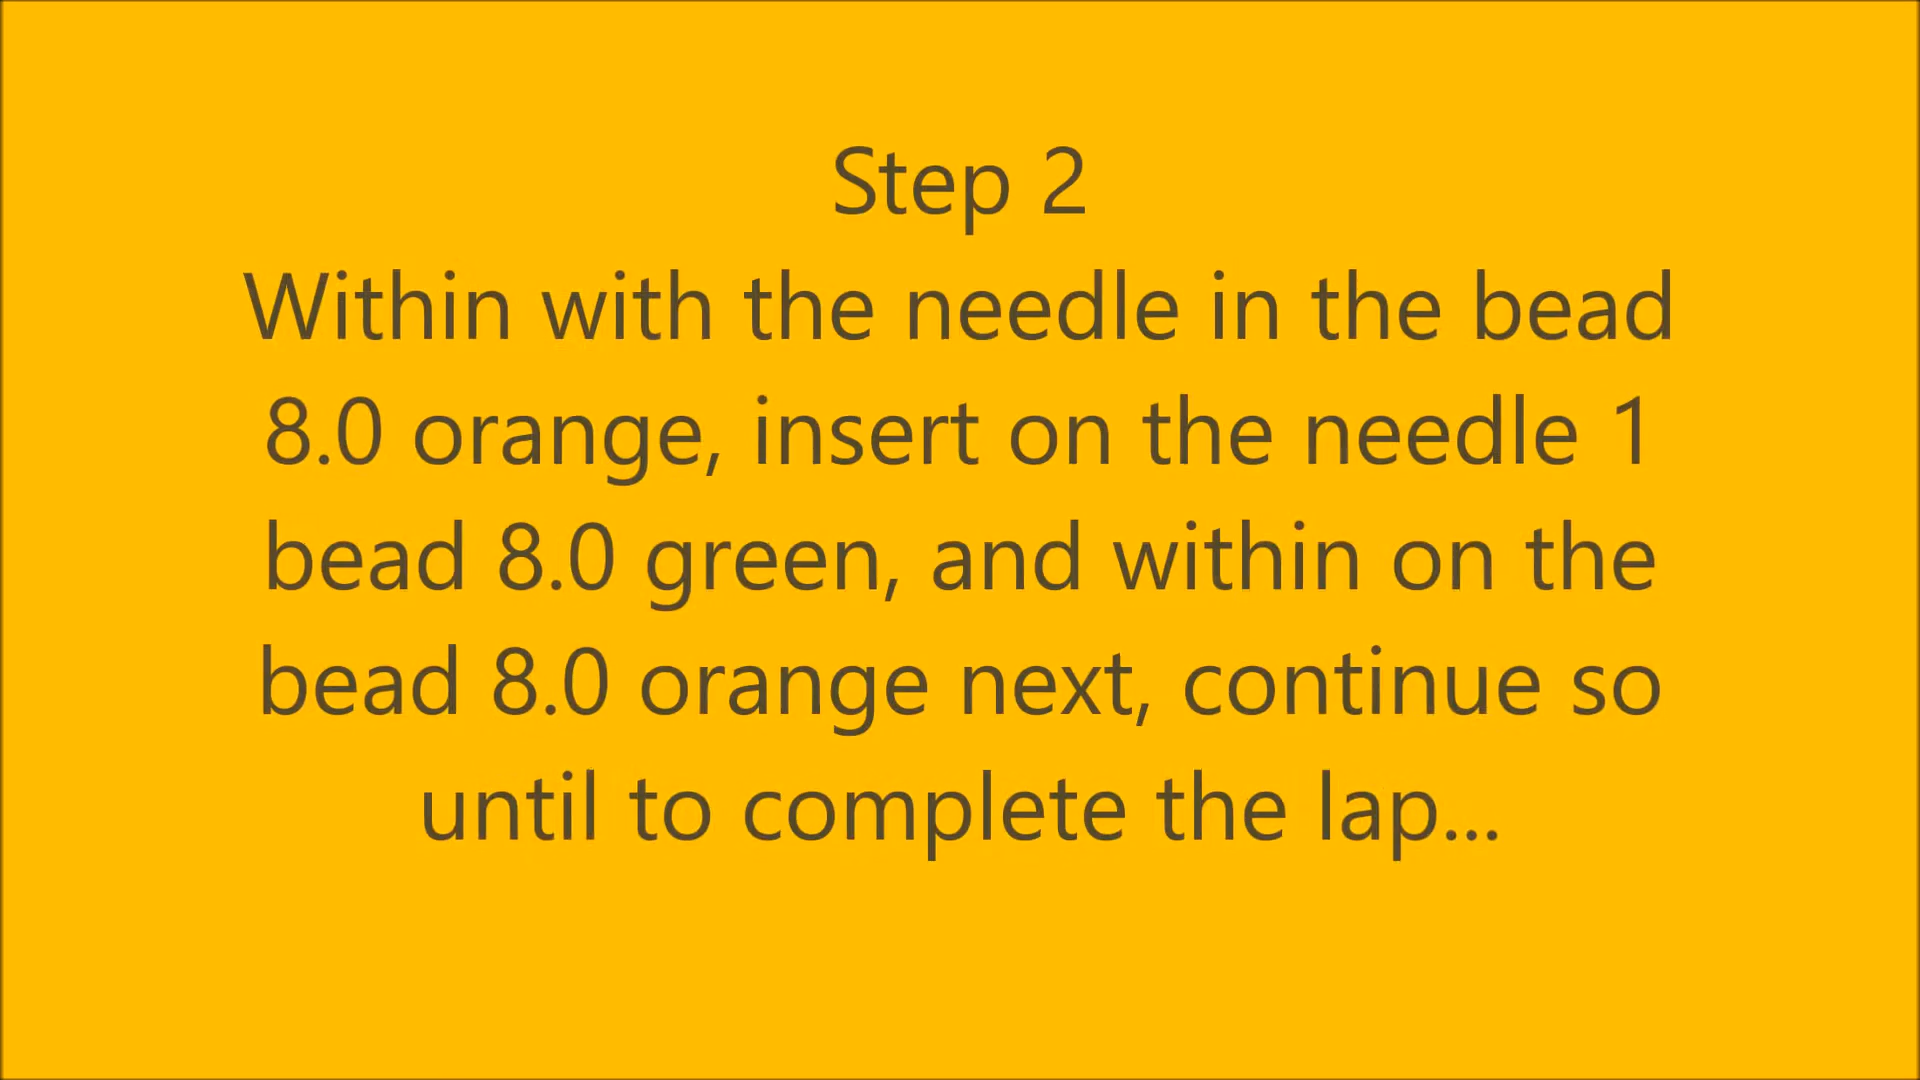 Step 2
Within with the needle in the bead
8.0 orange, insert on the needle 1
bead 8.0 green, and within on the
bead 8.0 orange next, continue so
until to complete the lap...